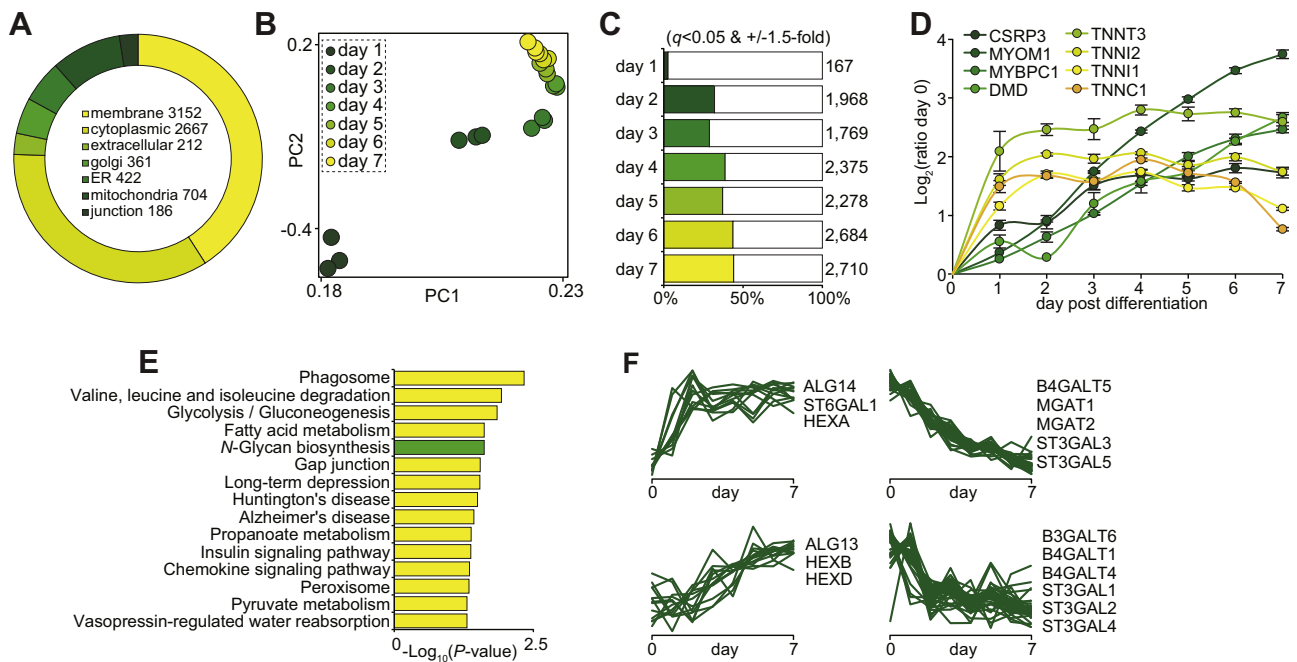 A
membrane 3152
cytoplasmic 2667
extracellular 212
golgi 361
ER 422
mitochondria 704
junction 186
B
0.2
PC2
-0.4
day 1
day 2
day 3
day 4
day 5
day 6
day 7
0.18
PC1
0.23
C
(q<0.05 & +/-1.5-fold)
day 1 167
day 2 1,968
day 3 1,769
day 4 2,375
day 5 2,278
day 6 2,684
day 7 2,710
0% 50% 100%
D
CSRP3
MYOM1
MYBPC1
DMD
TNNT3
TNNI2
TNNI1
TNNC1
Log2(ratio day 0)
4
3
2
1
0
0 1 2 3 4 5 6 7
day post differentiation
E
Phagosome
Valine, leucine and isoleucine degradation
Glycolysis / Gluconeogenesis
Fatty acid metabolism
N-Glycan biosynthesis
Gap junction
Long-term depression
Huntington's disease
Alzheimer's disease
Propanoate metabolism
Insulin signaling pathway
Chemokine signaling pathway
Peroxisome
Pyruvate metabolism
Vasopressin-regulated water reabsorption
0 2.5
-Log10(P-value)
F
ALG14
ST6GAL1
HEXA
0 day 7
B4GALT5
MGAT1
MGAT2
ST3GAL3
ST3GAL5
0 day 7
ALG13
HEXB
HEXD
0 day 7
B3GALT6
B4GALT1
B4GALT4
ST3GAL1
ST3GAL2
ST3GAL4
0 day 7